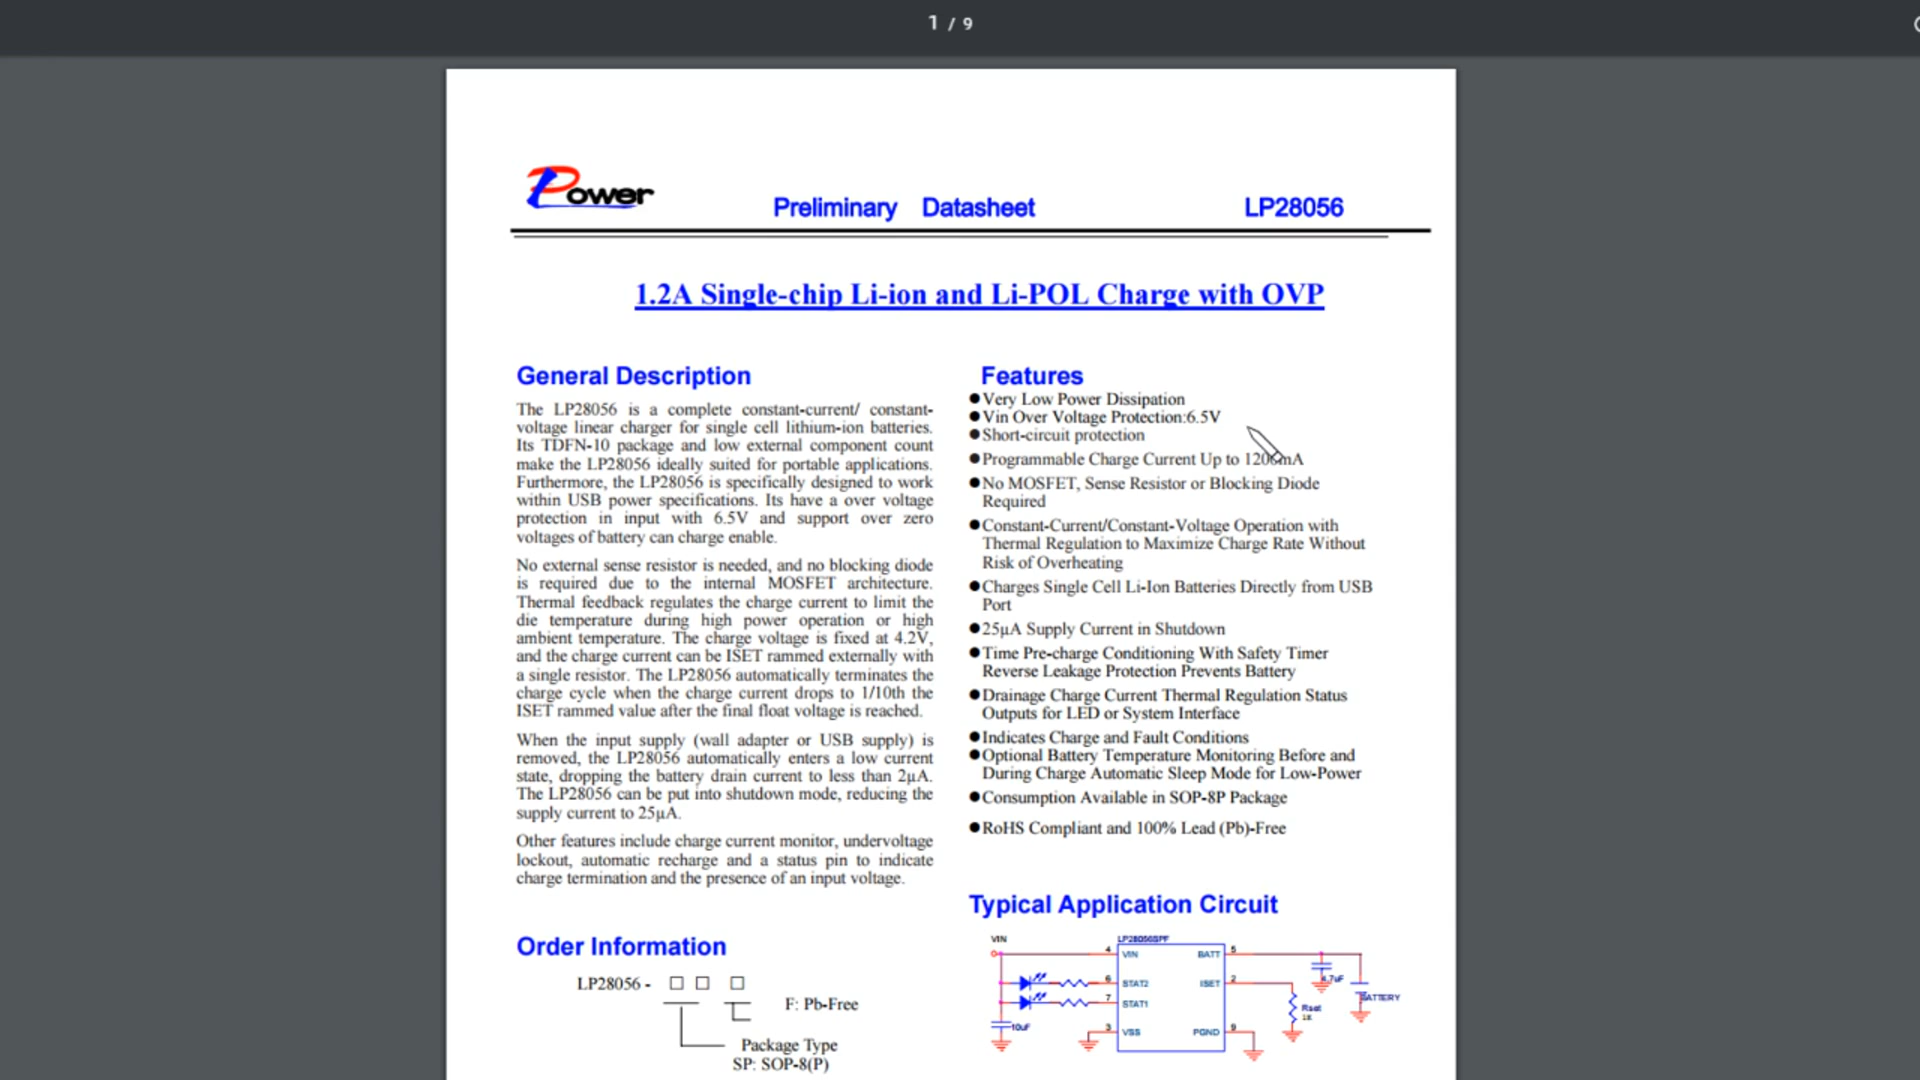 1 / 9
Power
Preliminary Datasheet
LP28056
1.2A Single-chip Li-ion and Li-POL Charge with OVP
General Description
The LP28056 is a complete constant-current/ constant-
voltage linear charger for single cell lithium-ion batteries.
Its TDFN-10 package and low external component count
make the LP28056 ideally suited for portable applications.
Furthermore, the LP28056 is specifically designed to work
within USB power specifications. Its have a over voltage
protection in input with 6.5V and support over zero
voltages of battery can charge enable.
No external sense resistor is needed, and no blocking diode
is required due to the internal MOSFET architecture.
Thermal feedback regulates the charge current to limit the
die temperature during high power operation or high
ambient temperature. The charge voltage is fixed at 4.2V,
and the charge current can be ISET rammed externally with
a single resistor. The LP28056 automatically terminates the
charge cycle when the charge current drops to 1/10th the
ISET rammed value after the final float voltage is reached.
When the input supply (wall adapter or USB supply) is
removed, the LP28056 automatically enters a low current
state, dropping the battery drain current to less than 2μA.
The LP28056 can be put into shutdown mode, reducing the
supply current to 25μA.
Other features include charge current monitor, undervoltage
lockout, automatic recharge and a status pin to indicate
charge termination and the presence of an input voltage.
Order Information
LP28056 - □ □ □
F: Pb-Free
Package Type
SP: SOP-8(P)
Features
●Very Low Power Dissipation
●Vin Over Voltage Protection:6.5V
●Short-circuit protection
●Programmable Charge Current Up to 1200mA
●No MOSFET, Sense Resistor or Blocking Diode
Required
●Constant-Current/Constant-Voltage Operation with
Thermal Regulation to Maximize Charge Rate Without
Risk of Overheating
●Charges Single Cell Li-Ion Batteries Directly from USB
Port
●25μA Supply Current in Shutdown
●Time Pre-charge Conditioning With Safety Timer
Reverse Leakage Protection Prevents Battery
●Drainage Charge Current Thermal Regulation Status
Outputs for LED or System Interface
●Indicates Charge and Fault Conditions
●Optional Battery Temperature Monitoring Before and
During Charge Automatic Sleep Mode for Low-Power
●Consumption Available in SOP-8P Package
●RoHS Compliant and 100% Lead (Pb)-Free
Typical Application Circuit
VIN
LP28056SPF
4 VIN BATT 5
6 STAT2 ISET 2
7 STAT1
3 VSS PGND 9
10uF
4.7uF
BATTERY
Rset
1K